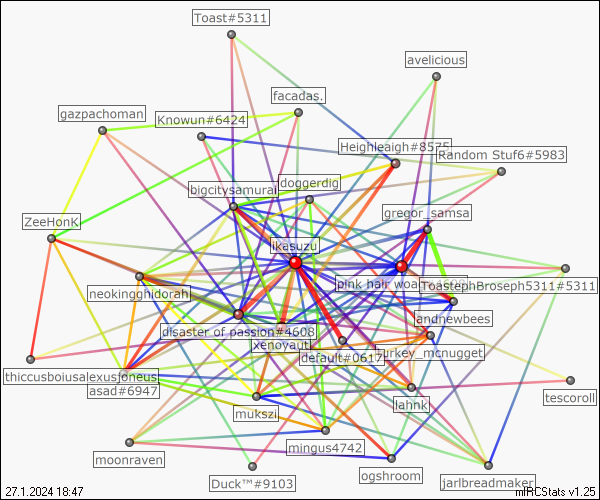 Toast#5311
avelicious
facadas.
gazpachoman
Knowun#6424
Heighleaigh#8575
Random Stuf6#5983
doggerdig
bigcitysamurai
gregor_samsa
ZeeHonK
ikasuzu
pink hair woa
ToastephBroseph5311#5311
neokingghidorah
andnewbees
disaster of passion#4608
xenoyauti
default#0617
Turkey_mcnugget
thiccusboiusalexusjoneus
asad#6947
lahnk
tescoroll
mukszi
mingus4742
moonraven
ogshroom
jarlbreadmaker
Duck™#9103
27.1.2024 18:47
mIRCStats v1.25